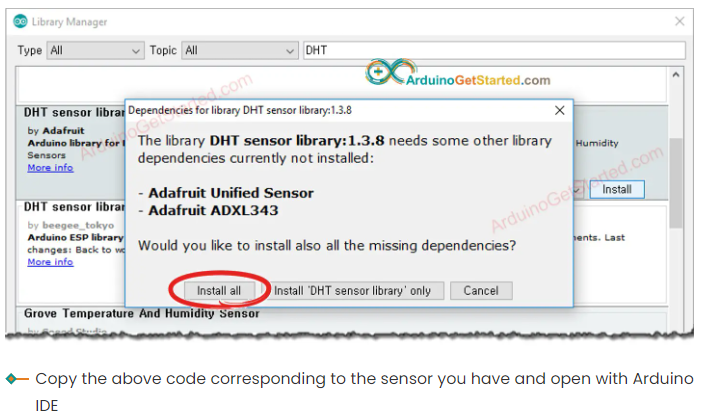 Library Manager
Type All Topic All DHT
ArduinoGetStarted.com
DHT sensor librar
by Adafruit
Arduino library for
Humidity
Sensors
More info
Install
Dependencies for library DHT sensor library:1.3.8
The library DHT sensor library:1.3.8 needs some other library
dependencies currently not installed:
- Adafruit Unified Sensor
- Adafruit ADXL343
Would you like to install also all the missing dependencies?
Install all Install 'DHT sensor library' only Cancel
DHT sensor librar
by beegee_tokyo
Arduino ESP library
ents. Last
changes: Back to
More info
Grove Temperature And Humidity Sensor
ArduinoGetStarted.com
ArduinoGetStarted.com
Copy the above code corresponding to the sensor you have and open with Arduino
IDE